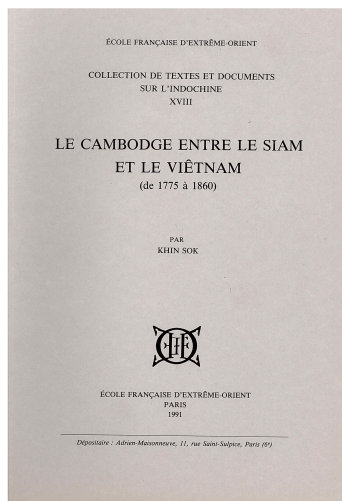 ÉCOLE FRANÇAISE D'EXTRÊME-ORIENT
COLLECTION DE TEXTES ET DOCUMENTS
SUR L'INDOCHINE
XVIII
LE CAMBODGE ENTRE LE SIAM
ET LE VIÊTNAM
(de 1775 à 1860)
PAR
KHIN SOK
ÉCOLE FRANÇAISE D'EXTRÊME-ORIENT
PARIS
1991
Dépositaire : Adrien-Maisonneuve, 11, rue Saint-Sulpice, Paris (6e)